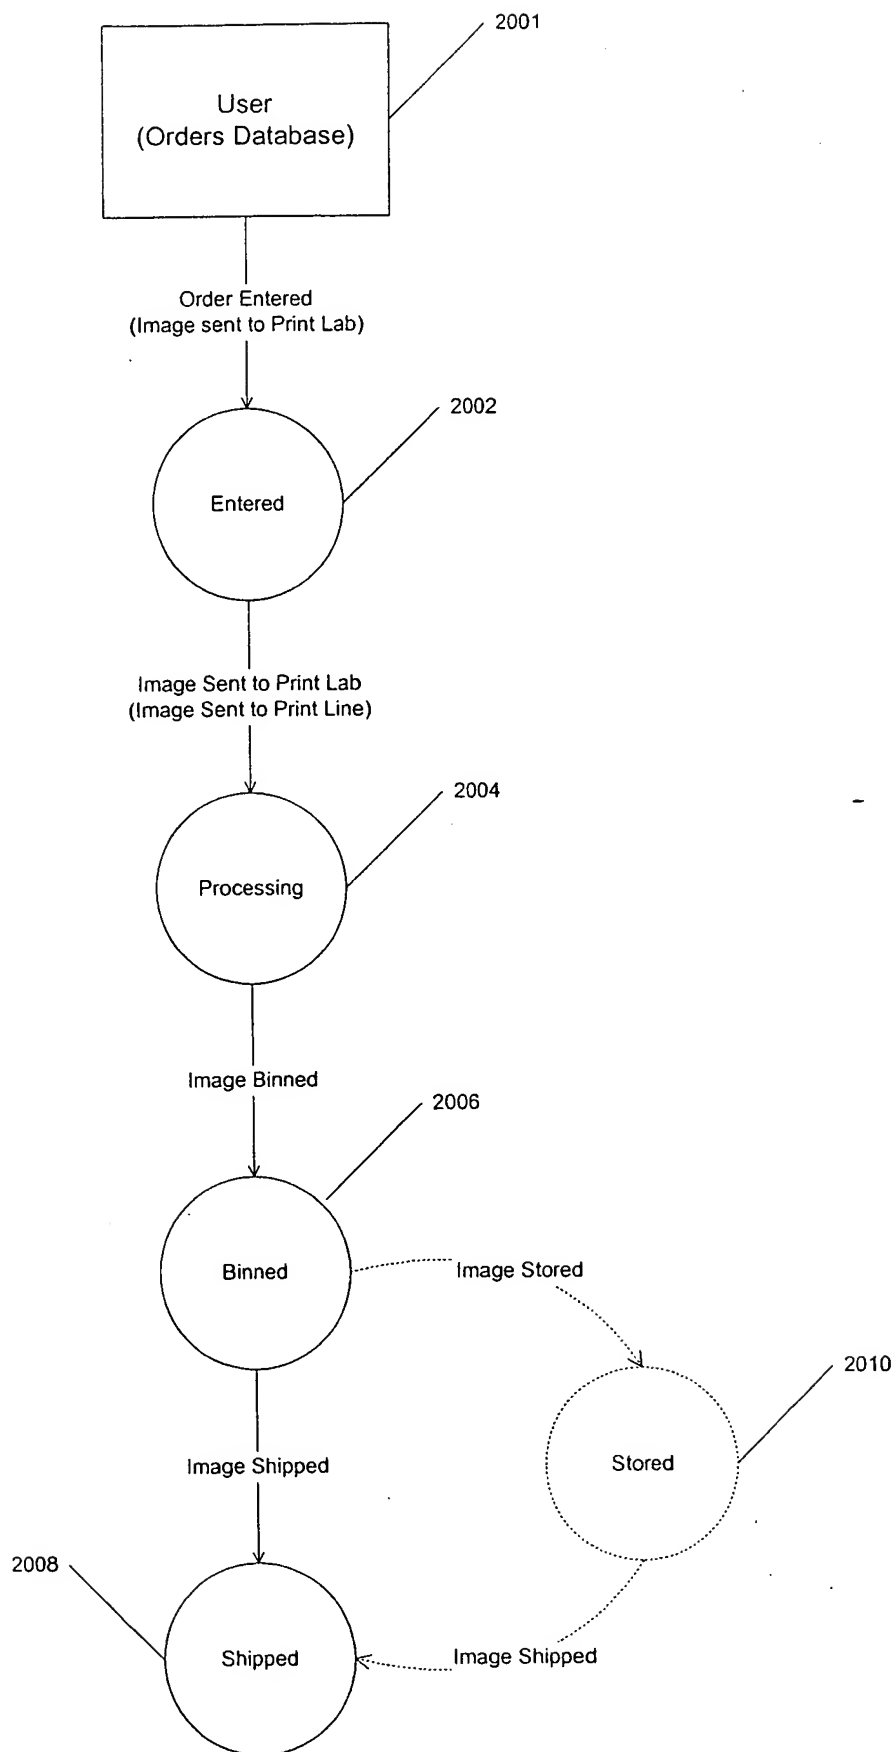 2001
User
(Orders Database)
Order Entered
(Image sent to Print Lab)
2002
Entered
Image Sent to Print Lab
(Image Sent to Print Line)
2004
Processing
Image Binned
2006
Binned
Image Stored
2010
Stored
Image Shipped
2008
Shipped
Image Shipped